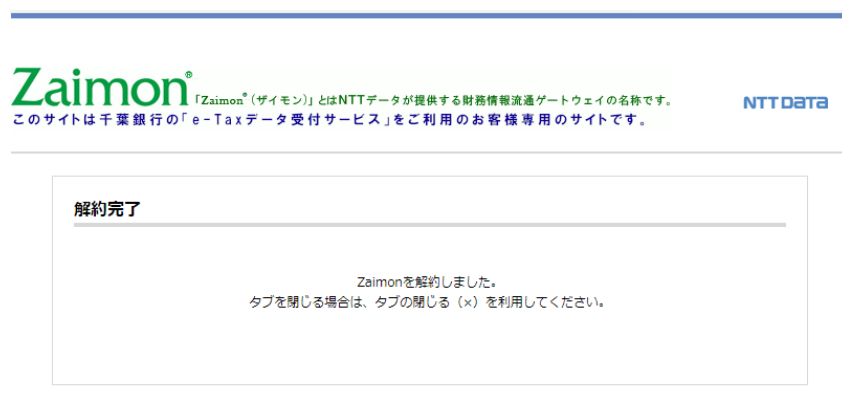 Zaimon® 「Zaimon®(ザイモン)」とはNTTデータが提供する財務情報流通ゲートウェイの名称です。
NTT DATA
このサイトは千葉銀行の「e-Taxデータ受付サービス」をご利用のお客様専用のサイトです。
解約完了
Zaimonを解約しました。
タブを閉じる場合は、タブの閉じる（×）を利用してください。